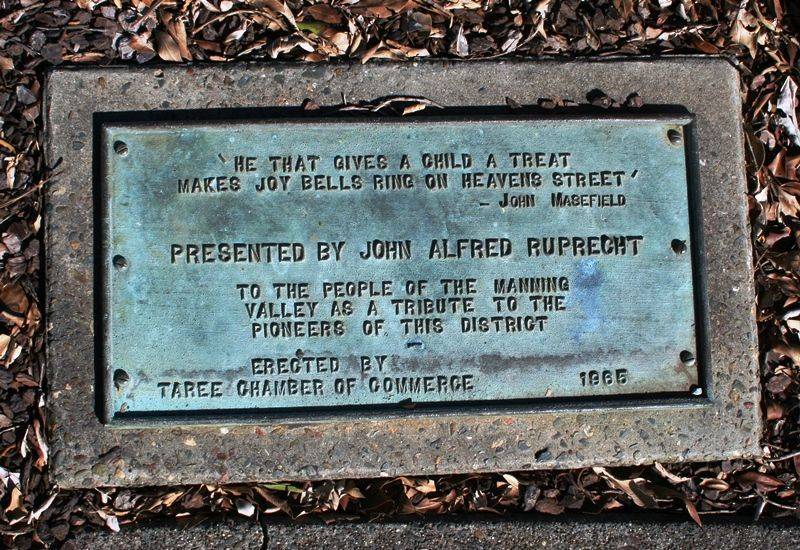 'HE THAT GIVES A CHILD A TREAT
MAKES JOY BELLS RING ON HEAVENS STREET'
- JOHN MASEFIELD
PRESENTED BY JOHN ALFRED RUPRECHT
TO THE PEOPLE OF THE MANNING
VALLEY AS A TRIBUTE TO THE
PIONEERS OF THIS DISTRICT
ERECTED BY
TAREE CHAMBER OF COMMERCE 1965